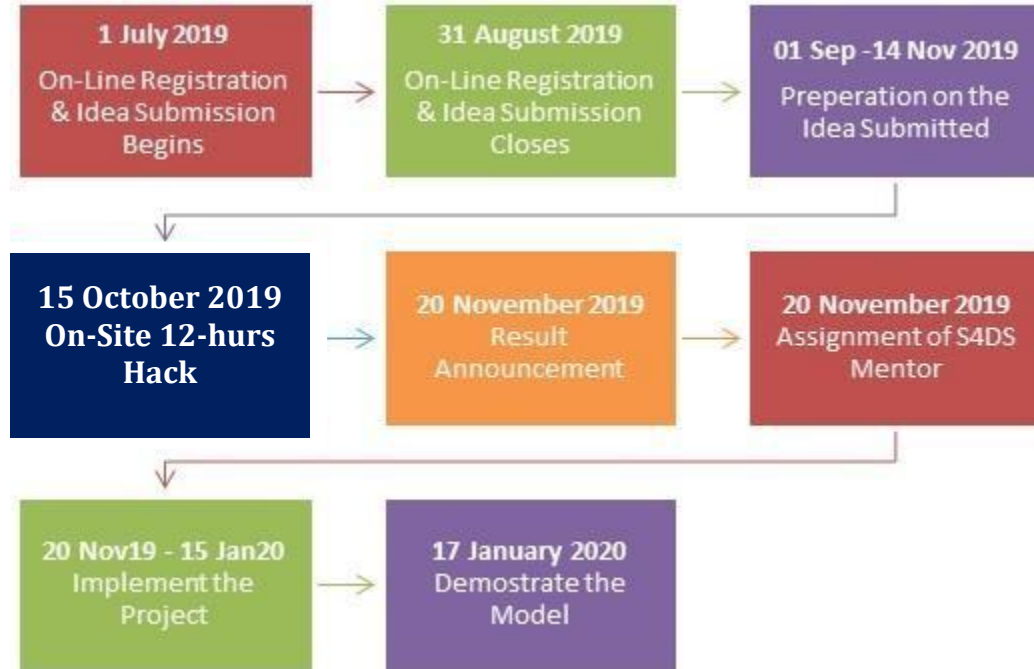 1 July 2019
On-Line Registration
& Idea Submission
Begins
31 August 2019
On-Line Registration
& Idea Submission
Closes
01 Sep -14 Nov 2019
Preperation on the
Idea Submitted
15 October 2019
On-Site 12-hurs
Hack
20 November 2019
Result
Announcement
20 November 2019
Assignment of S4DS
Mentor
20 Nov19 - 15 Jan20
Implement the
Project
17 January 2020
Demostrate the
Model